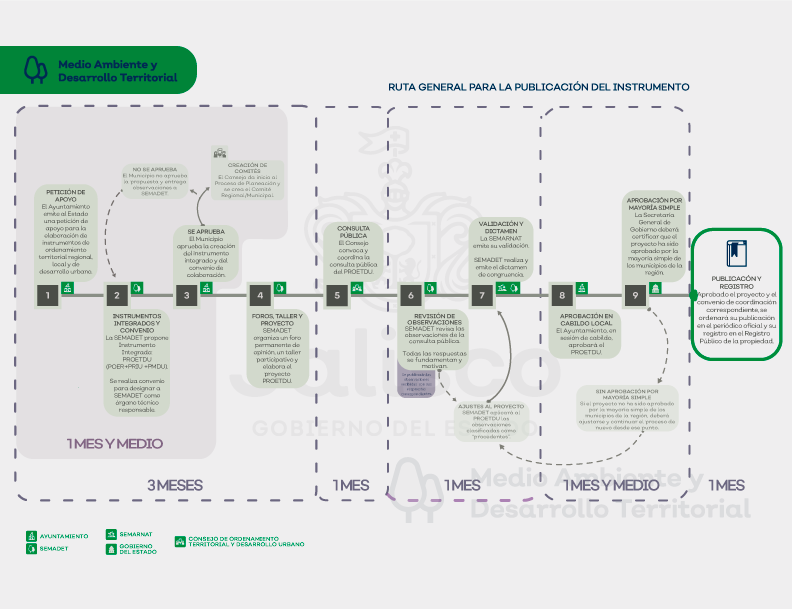 Medio Ambiente y
Desarrollo Territorial
RUTA GENERAL PARA LA PUBLICACIÓN DEL INSTRUMENTO
PETICIÓN DE
APOYO
El Ayuntamiento
emite al Estado
una petición de
apoyo para la
elaboración de
instrumentos de
ordenamiento
territorial regional,
local y de
desarrollo urbano.
1
NO SE APRUEBA
El Municipio no aprueba
la propuesta y entrega
observaciones a
SEMADET.
2
INSTRUMENTOS
INTEGRADOS Y
CONVENIO
La SEMADET propone
Instrumento
Integrada:
PROETDU
(POER+PRIU +PMDU).
Se realiza convenio
para designar a
SEMADET como
órgano técnico
responsable.
CREACIÓN DE
COMITÉS
El Consejo da inicio al
Proceso de Planeación y
se crea el Comité
Regional/Municipal.
SE APRUEBA
El Municipio
aprueba la creación
del instrumento
integrado y del
convenio de
colaboración.
3
4
FOROS, TALLER Y
PROYECTO
SEMADET
organiza un foro
permanente de
opinión, un taller
participativo y
elabora el
proyecto
PROETDU.
CONSULTA
PÚBLICA
El Consejo
convoca y
coordina la
consulta pública
del PROETDU.
5
6
REVISIÓN DE
OBSERVACIONES
SEMADET revisa las
observaciones de la
consulta pública.
Todas las respuestas
se fundamentan y
motivan.
VALIDACIÓN Y
DICTAMEN
La SEMARNAT
emite su validación.
SEMADET realiza y
emite el dictamen
de congruencia.
7
AJUSTES AL PROYECTO
SEMADET aplicará al
PROETDU las
observaciones
clasificadas como
"procedentes".
8
APROBACIÓN EN
CABILDO LOCAL
El Ayuntamiento, en
sesión de cabildo,
aprobará el
PROETDU.
APROBACIÓN POR
MAYORÍA SIMPLE
La Secretaría
General de
Gobierno deberá
certificar que el
proyecto ha sido
aprobado por la
mayoría simple de
los municipios de la
región.
9
SIN APROBACIÓN POR
MAYORÍA SIMPLE
Si el proyecto no ha sido aprobado
por la mayoría simple de los
municipios de la región, deberá
ajustarse y continuar el proceso de
nuevo desde ese punto.
PUBLICACÓN Y
REGISTRO
Aprobado el proyecto y el
convenio de coordinación
correspondiente, se
ordenará su publicación
en el periódico oficial y su
registro en el Registro
Público de la propiedad.
1 MES Y MEDIO
3 MESES
1 MES
1 MES
1 MES Y MEDIO
1 MES
Jalisco
GOBIERNO DEL ESTADO
Medio Ambiente y
Desarrollo Territorial
AYUNTAMIENTO
SEMADET
SEMARNAT
GOBIERNO
DEL ESTADO
CONSEJO DE ORDENAMIENTO
TERRITORIAL Y DESARROLLO URBANO